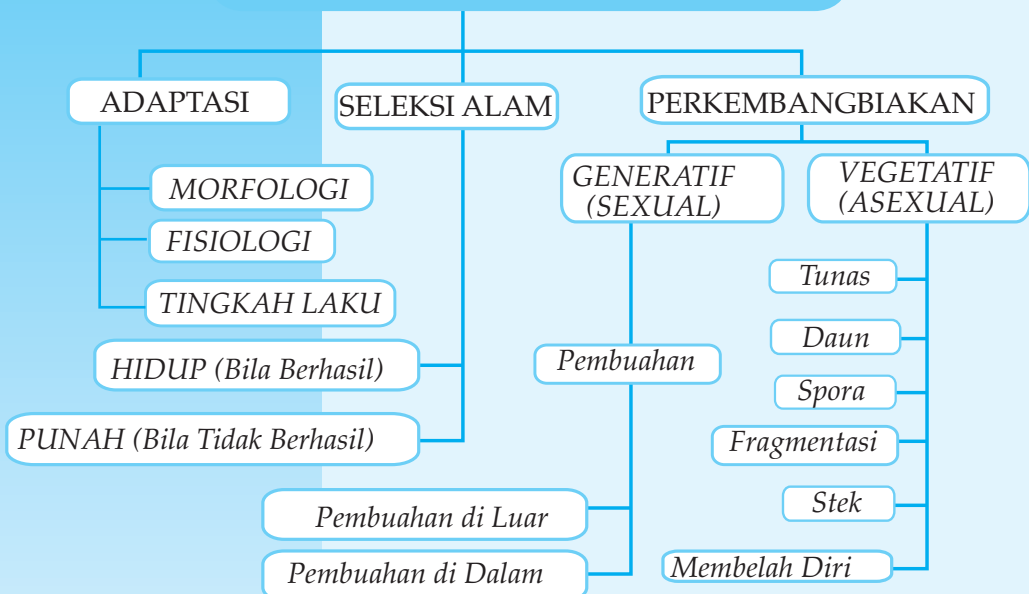 ADAPTASI
SELEKSI ALAM
PERKEMBANGBIAKAN
MORFOLOGI
FISIOLOGI
TINGKAH LAKU
HIDUP (Bila Berhasil)
PUNAH (Bila Tidak Berhasil)
GENERATIF
(SEXUAL)
VEGETATIF
(ASEXUAL)
Pembuahan
Pembuahan di Luar
Pembuahan di Dalam
Tunas
Daun
Spora
Fragmentasi
Stek
Membelah Diri